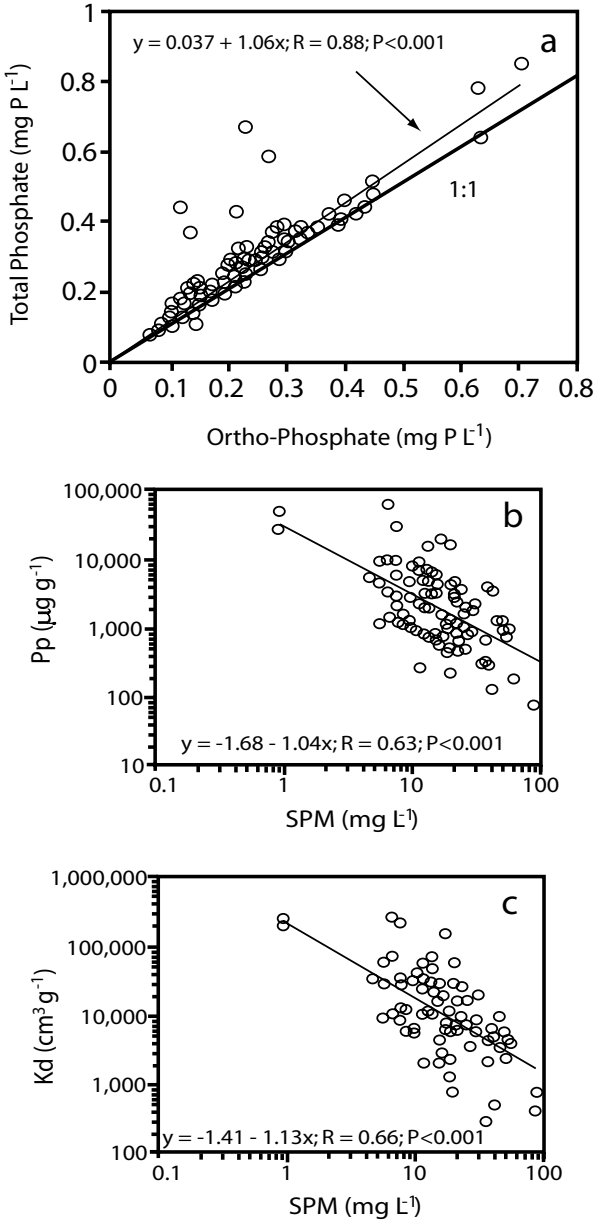 1
0.8
0.6
0.4
0.2
0
Total Phosphate (mg P L-1)
y = 0.037 + 1.06x; R = 0.88; P<0.001
a
1:1
0 0.1 0.2 0.3 0.4 0.5 0.6 0.7 0.8
Ortho-Phosphate (mg P L-1)
100,000
10,000
1,000
100
10
Pp (µg g-1)
b
y = -1.68 - 1.04x; R = 0.63; P<0.001
0.1 1 10 100
SPM (mg L-1)
1,000,000
100,000
10,000
1,000
100
Kd (cm3 g-1)
c
y = -1.41 - 1.13x; R = 0.66; P<0.001
0.1 1 10 100
SPM (mg L-1)